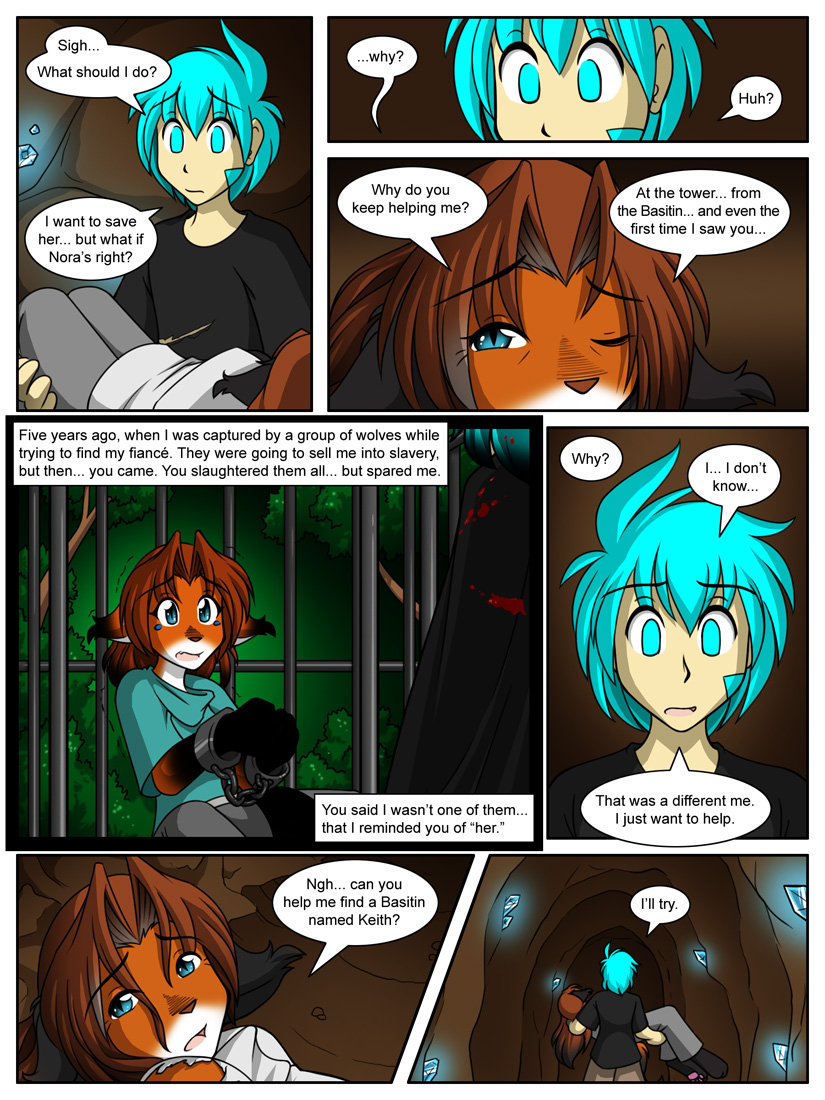 Sigh...
What should I do?
I want to save
her... but what if
Nora's right?
...why?
Huh?
Why do you
keep helping me?
At the tower... from
the Basitin... and even the
first time I saw you...
Five years ago, when I was captured by a group of wolves while
trying to find my fiancé. They were going to sell me into slavery,
but then... you came. You slaughtered them all... but spared me.
You said I wasn't one of them...
that I reminded you of "her."
Why?
I... I don't
know...
That was a different me.
I just want to help.
Ngh... can you
help me find a Basitin
named Keith?
I'll try.